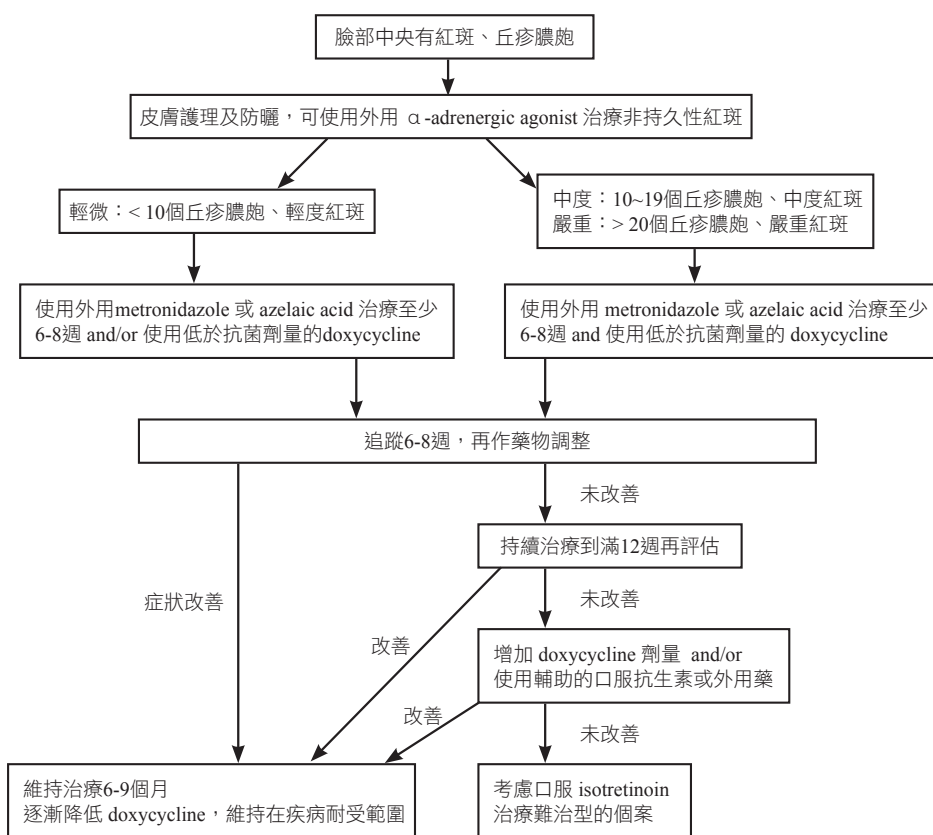 臉部中央有紅斑、丘疹膿皰
皮膚護理及防曬，可使用外用 α-adrenergic agonist 治療非持久性紅斑
輕微：< 10個丘疹膿皰、輕度紅斑
中度：10~19個丘疹膿皰、中度紅斑
嚴重：> 20個丘疹膿皰、嚴重紅斑
使用外用metronidazole 或 azelaic acid 治療至少
6-8週 and/or 使用低於抗菌劑量的doxycycline
使用外用 metronidazole 或 azelaic acid 治療至少
6-8週 and 使用低於抗菌劑量的 doxycycline
追蹤6-8週，再作藥物調整
未改善
持續治療到滿12週再評估
症狀改善
未改善
改善
增加 doxycycline 劑量 and/or
使用輔助的口服抗生素或外用藥
改善
未改善
維持治療6-9個月
逐漸降低 doxycycline，維持在疾病耐受範圍
考慮口服 isotretinoin
治療難治型的個案